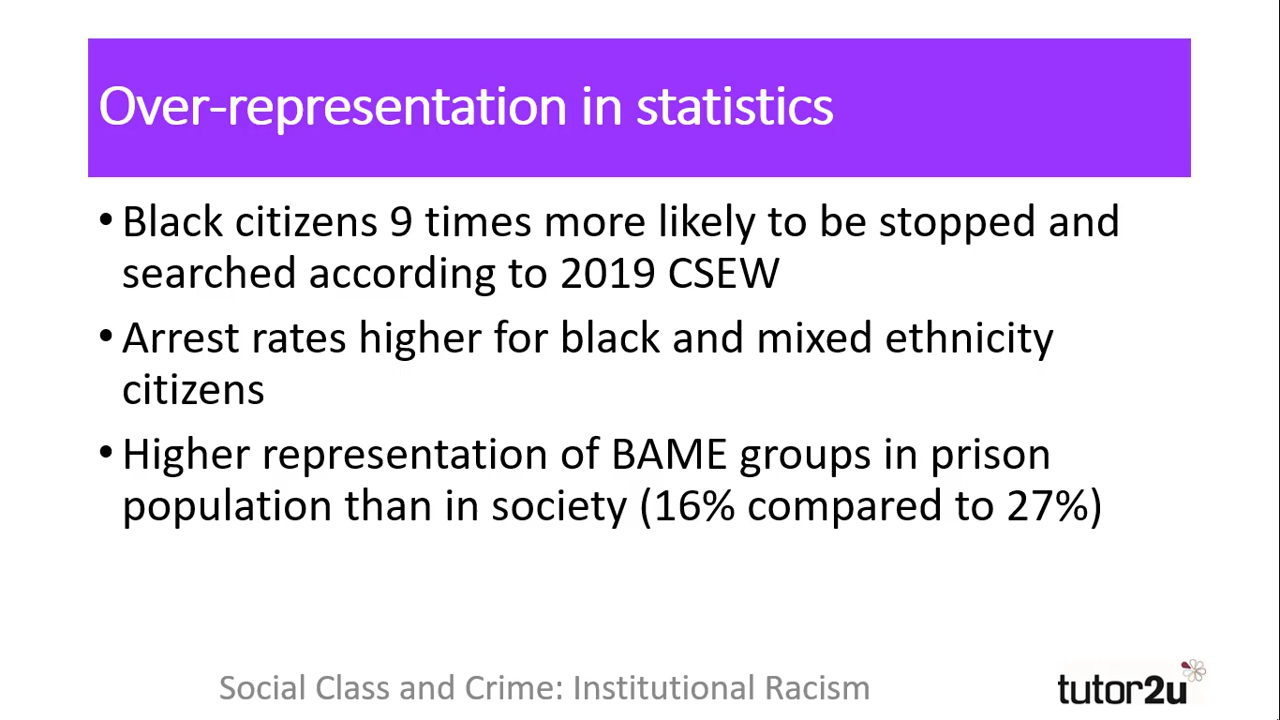 Over-representation in statistics
• Black citizens 9 times more likely to be stopped and
searched according to 2019 CSEW
• Arrest rates higher for black and mixed ethnicity
citizens
• Higher representation of BAME groups in prison
population than in society (16% compared to 27%)
Social Class and Crime: Institutional Racism
tutor2u